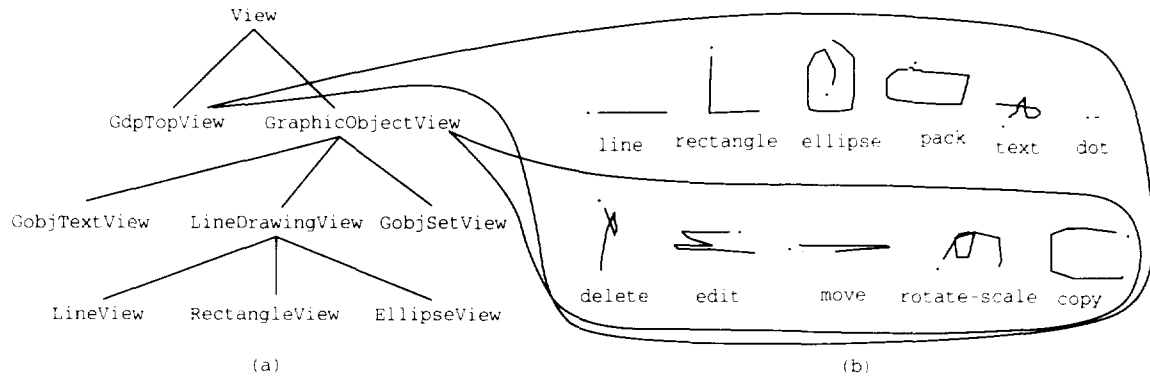 View
GdpTopView GraphicObjectView
line rectangle ellipse pack text dot
GobjTextView LineDrawingView GobjSetView
delete edit move rotate-scale copy
LineView RectangleView EllipseView
(a) (b)